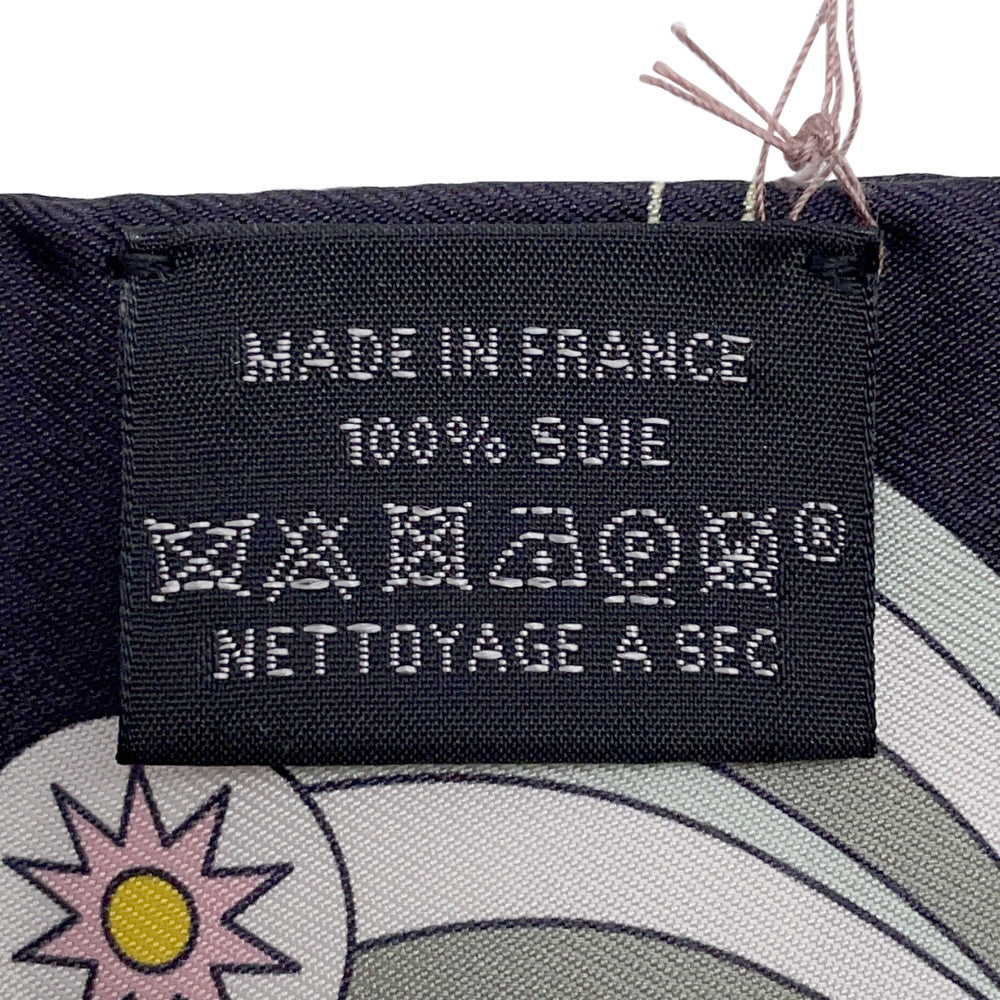 MADE IN FRANCE
100% SOIE
P W ®
NETTOYAGE A SEC